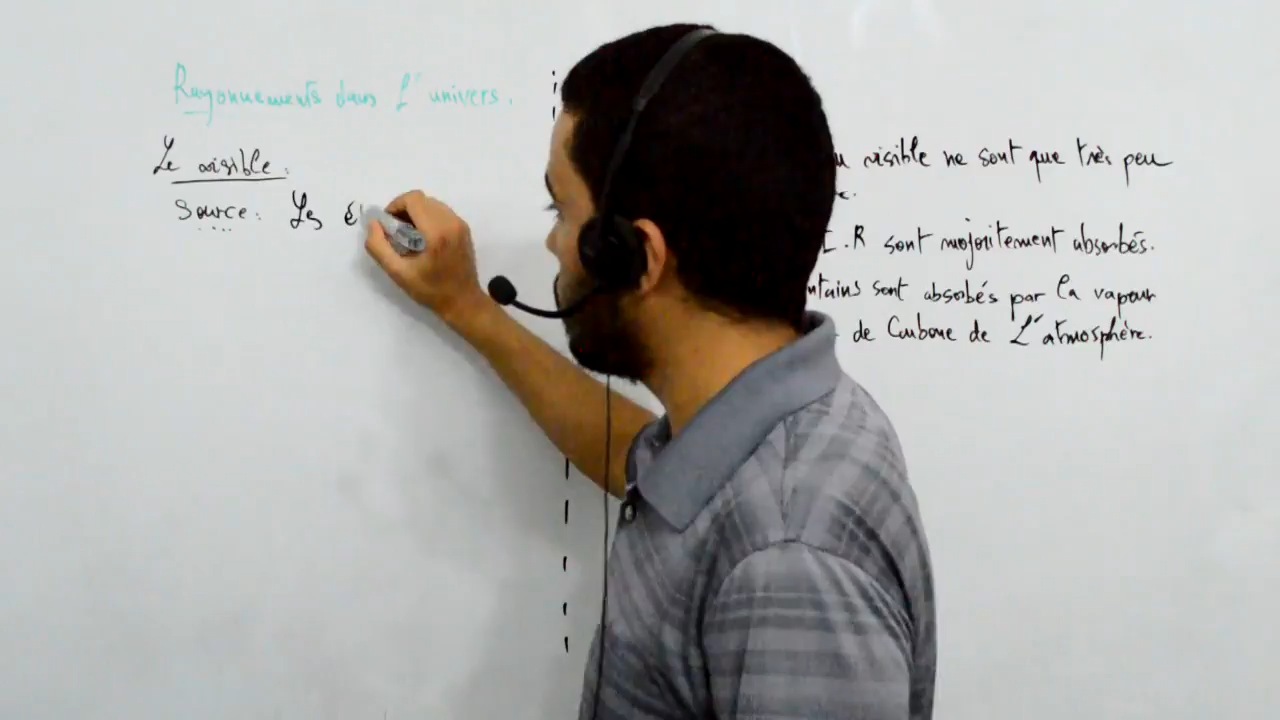 Rayonnements dans L'univers.
Le visible:
Source: Les é
visible ne sont que très peu
I.R sont majoritement absorbés.
sont absorbés par la vapeur
de Carbone de L'atmosphère.